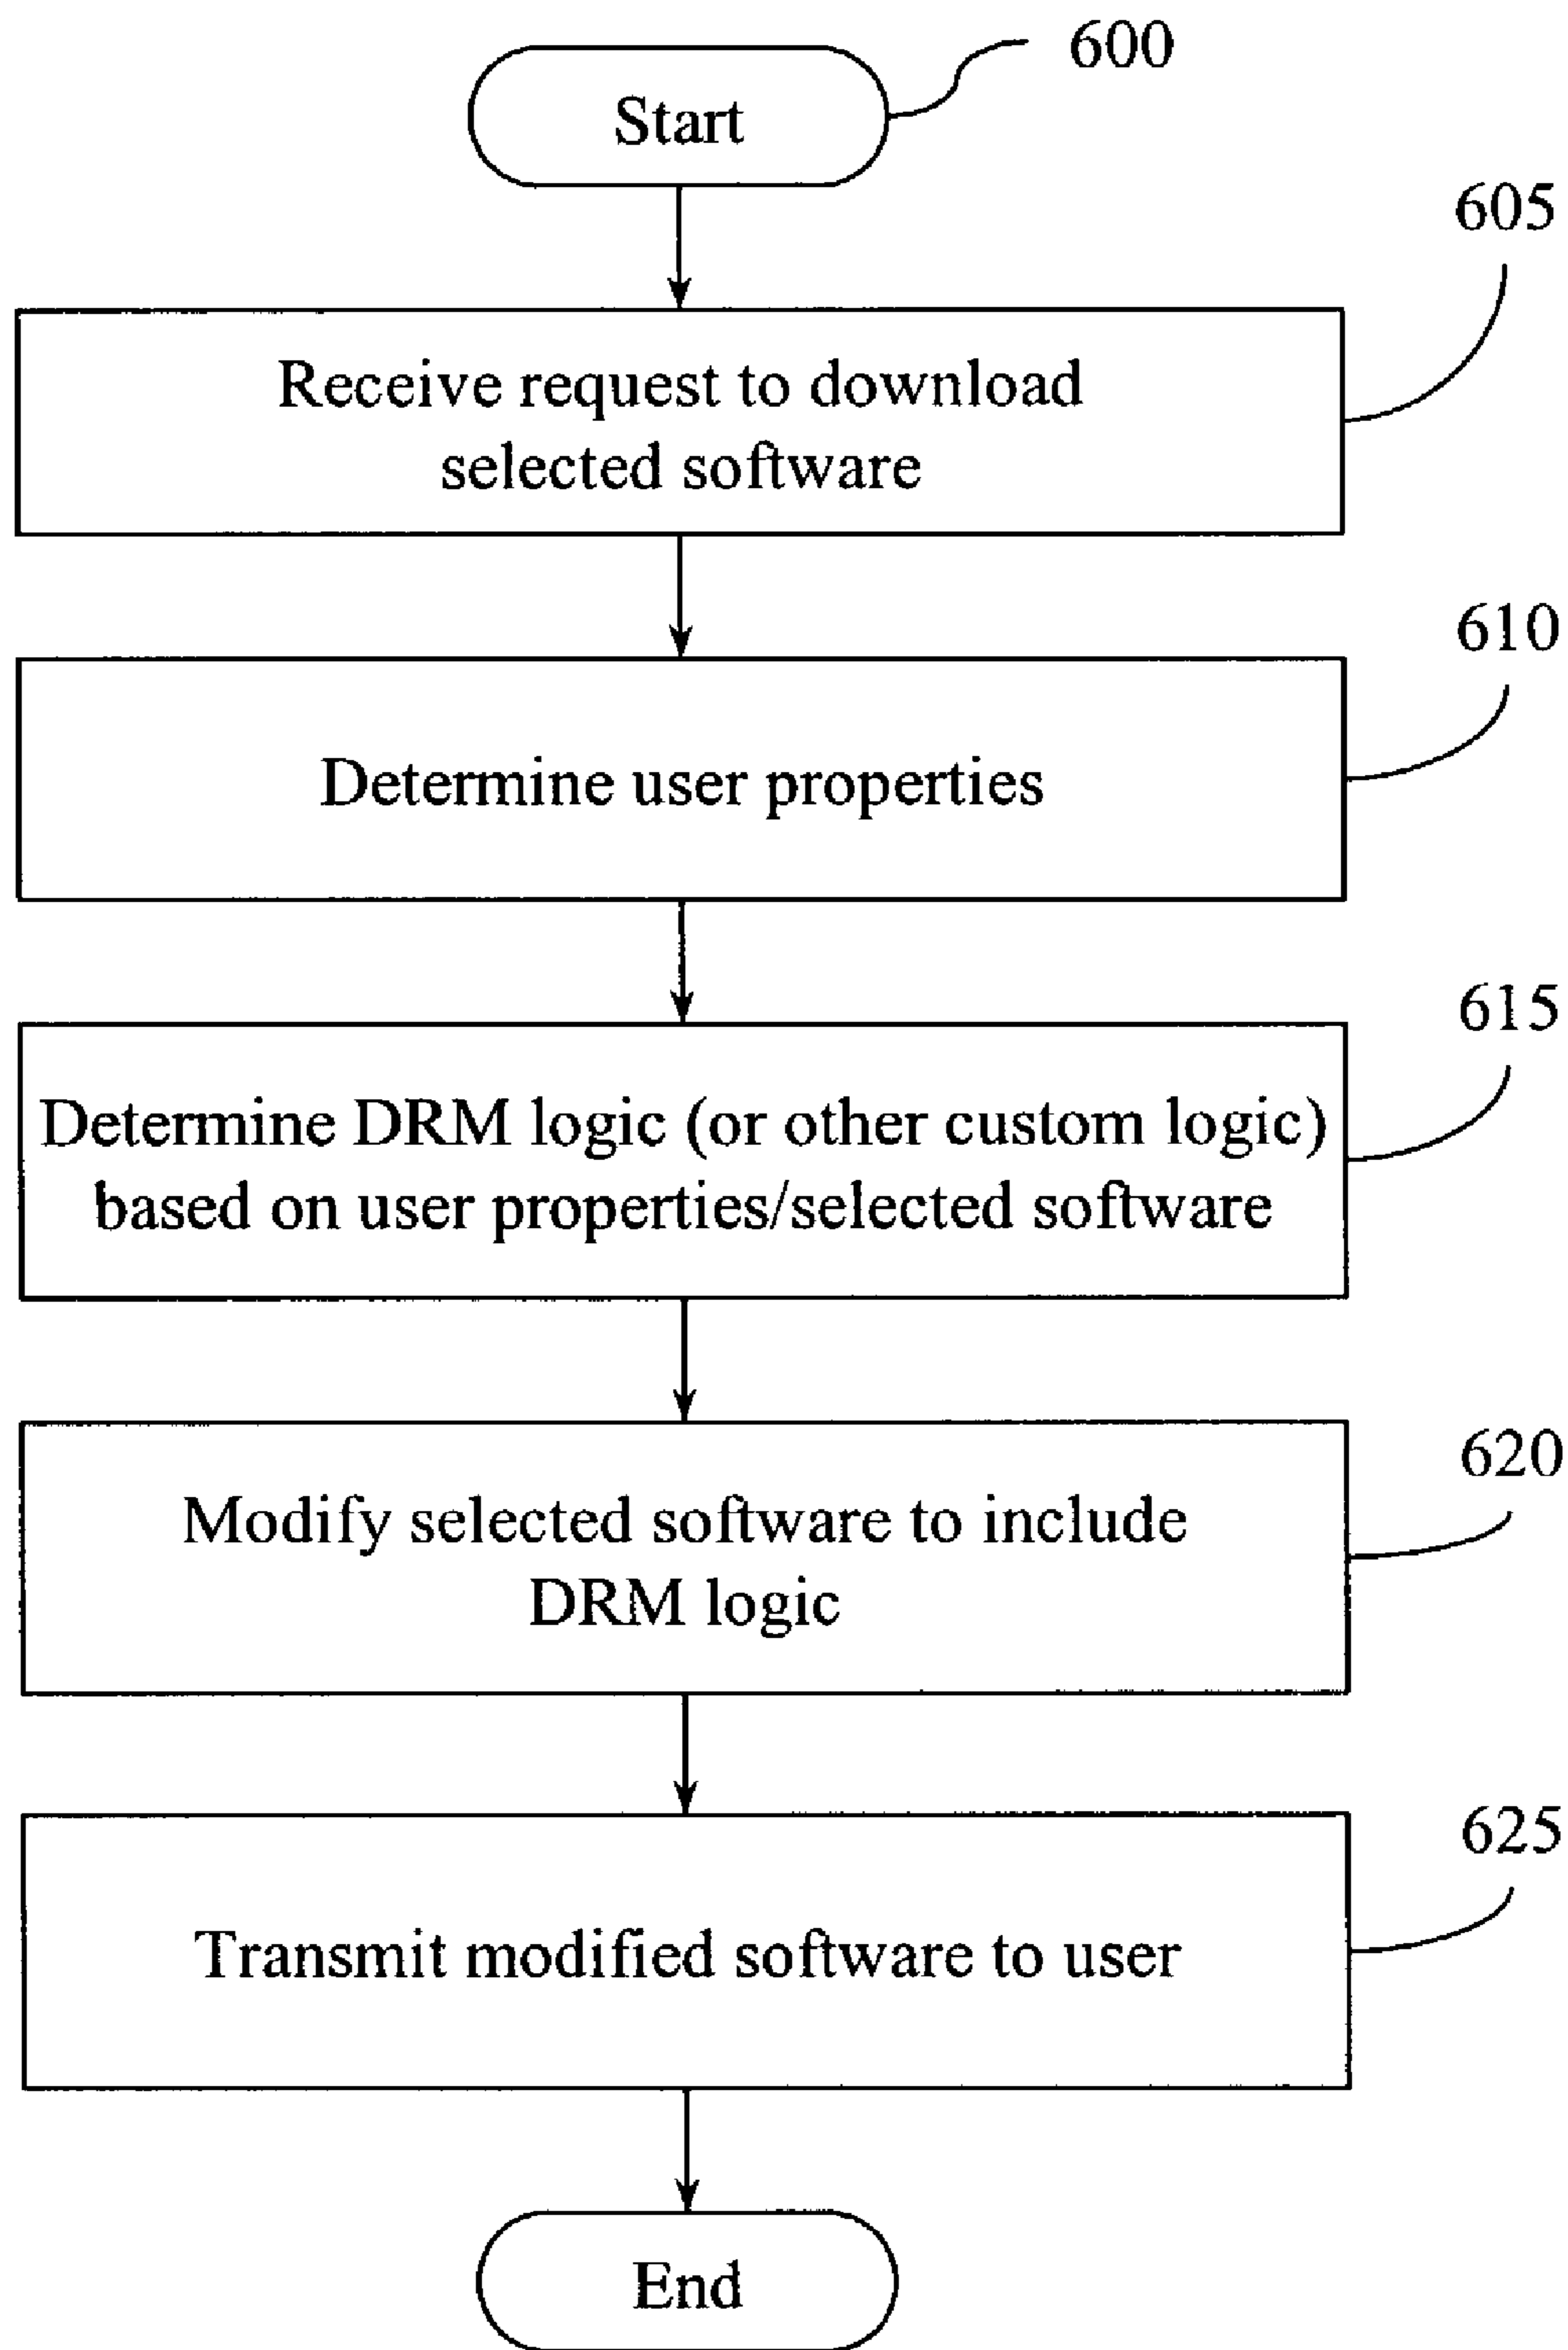 600
Start
605
Receive request to download
selected software
610
Determine user properties
615
Determine DRM logic (or other custom logic)
based on user properties/selected software
620
Modify selected software to include
DRM logic
625
Transmit modified software to user
End